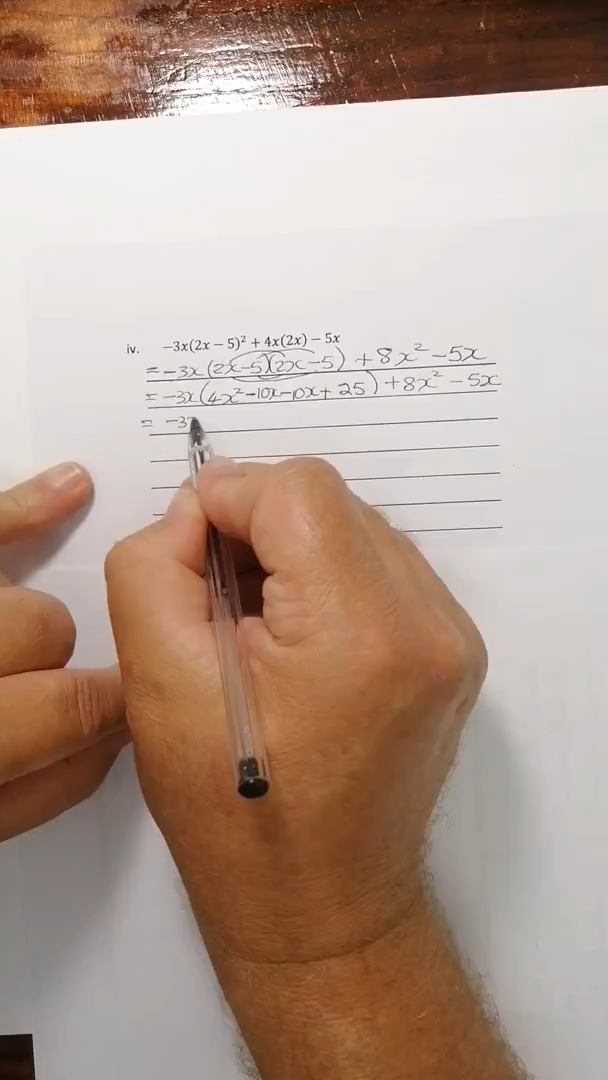 iv. −3x(2x − 5)² + 4x(2x) − 5x
= −3x(2x−5)(2x−5) + 8x² − 5x
= −3x(4x² −10x −10x + 25) + 8x² − 5x
= −3x